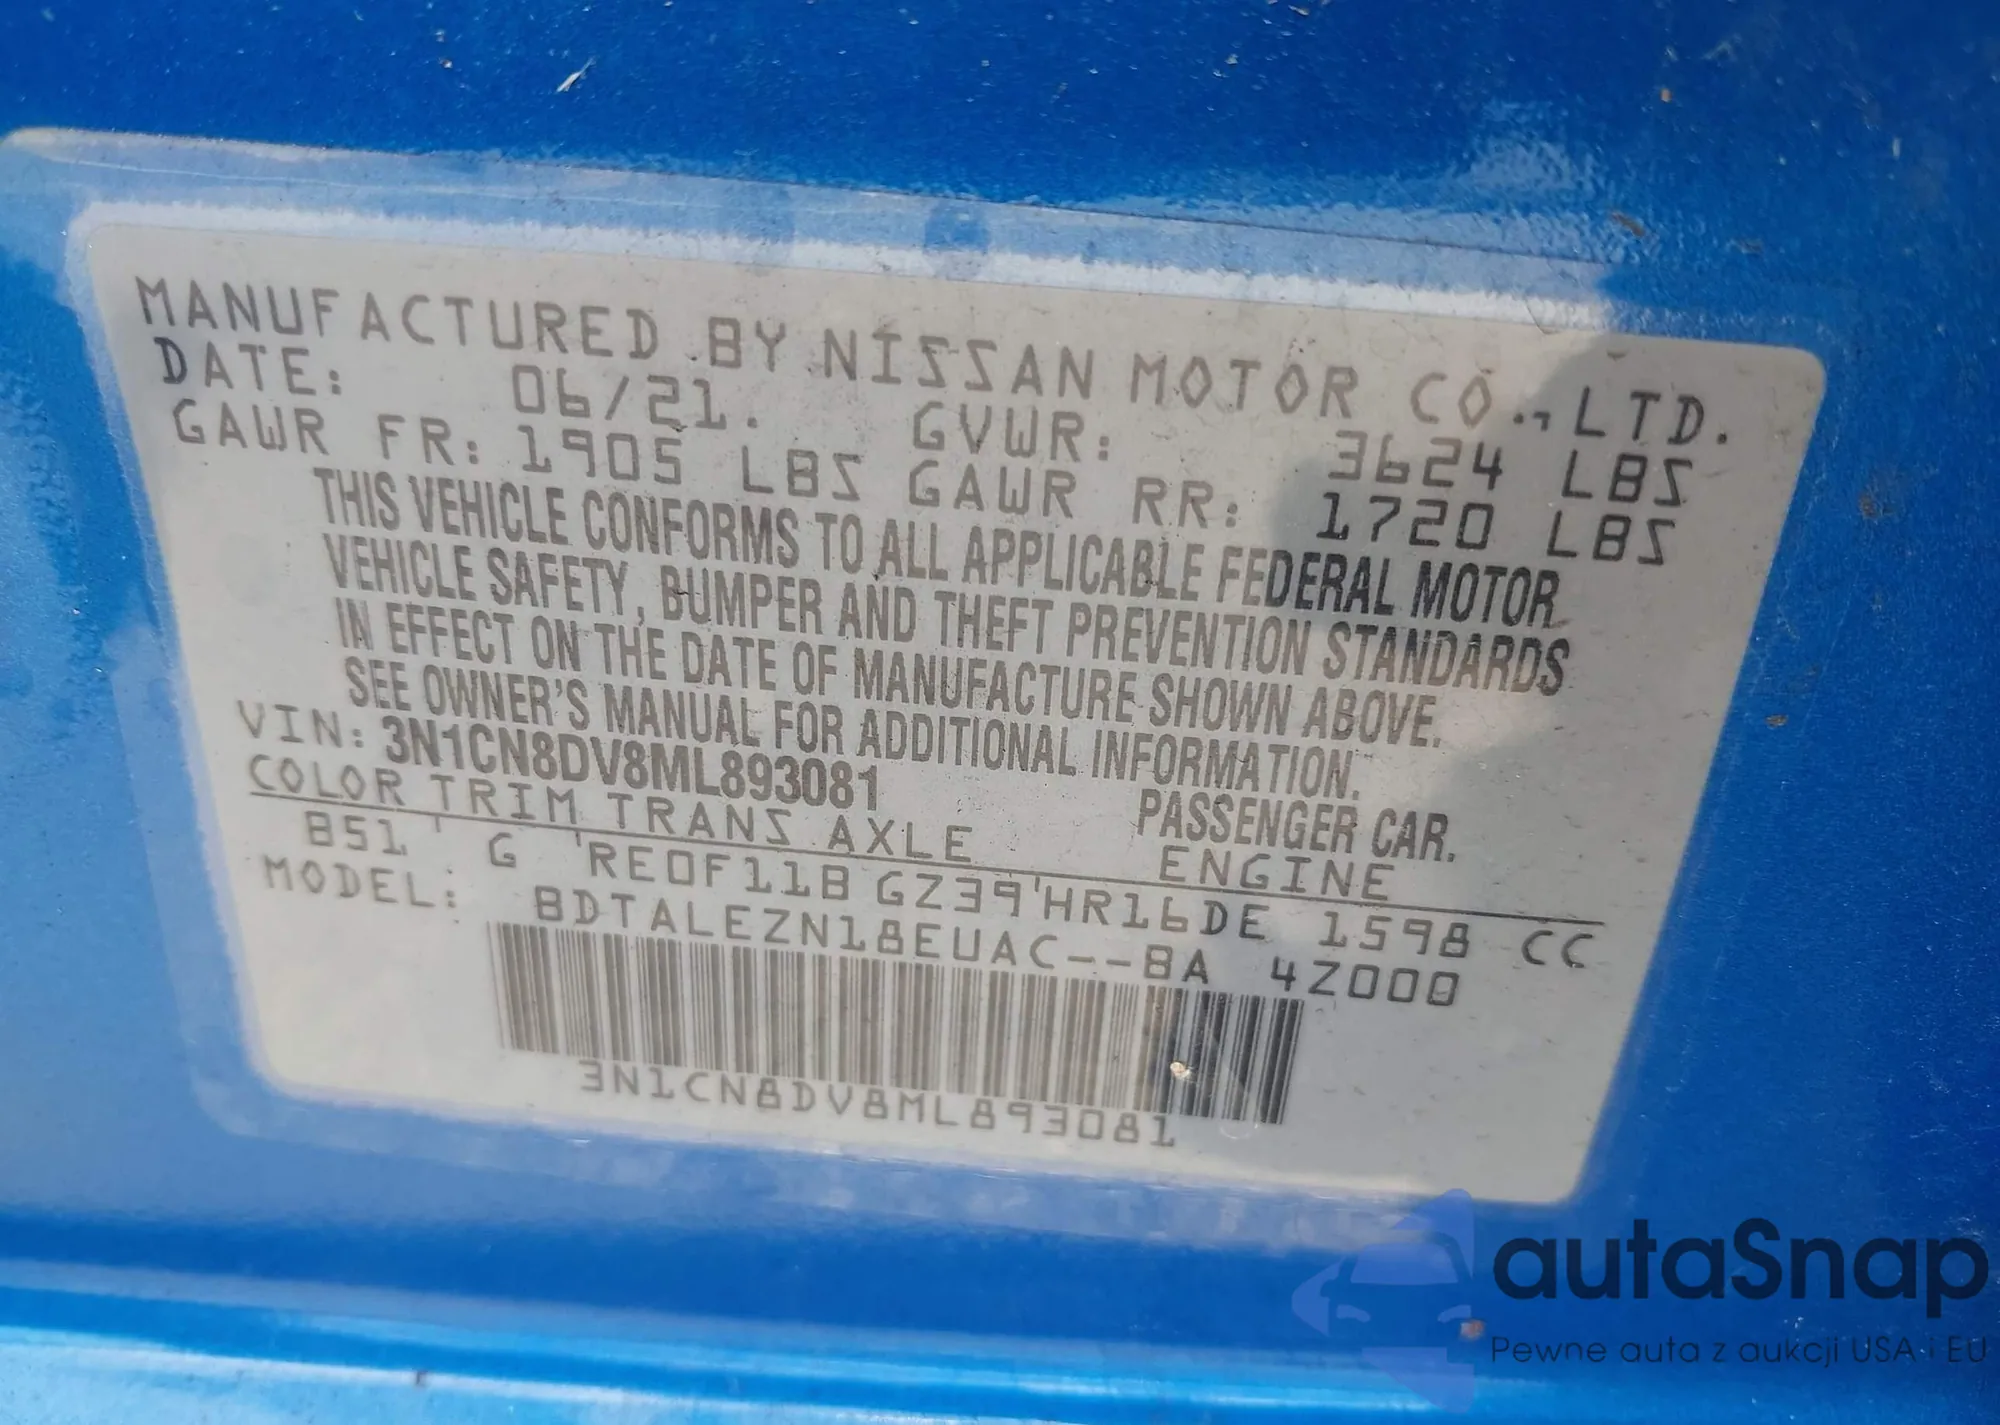 MANUFACTURED BY NISSAN MOTOR CO., LTD.
DATE: 06/21. GVWR: 3624 LBS
GAWR FR: 1905 LBS GAWR RR: 1720 LBS
THIS VEHICLE CONFORMS TO ALL APPLICABLE FEDERAL MOTOR
VEHICLE SAFETY, BUMPER AND THEFT PREVENTION STANDARDS
IN EFFECT ON THE DATE OF MANUFACTURE SHOWN ABOVE.
SEE OWNER'S MANUAL FOR ADDITIONAL INFORMATION.
VIN: 3N1CN8DV8ML893081 PASSENGER CAR.
COLOR TRIM TRANS AXLE ENGINE
B51 ' G 'RE0F11B GZ39'HR16DE 1598 CC
MODEL: BDTALEZN18EUAC--BA 4Z000
3N1CN8DV8ML893081
autaSnap
Pewne auta z aukcji USA i EU